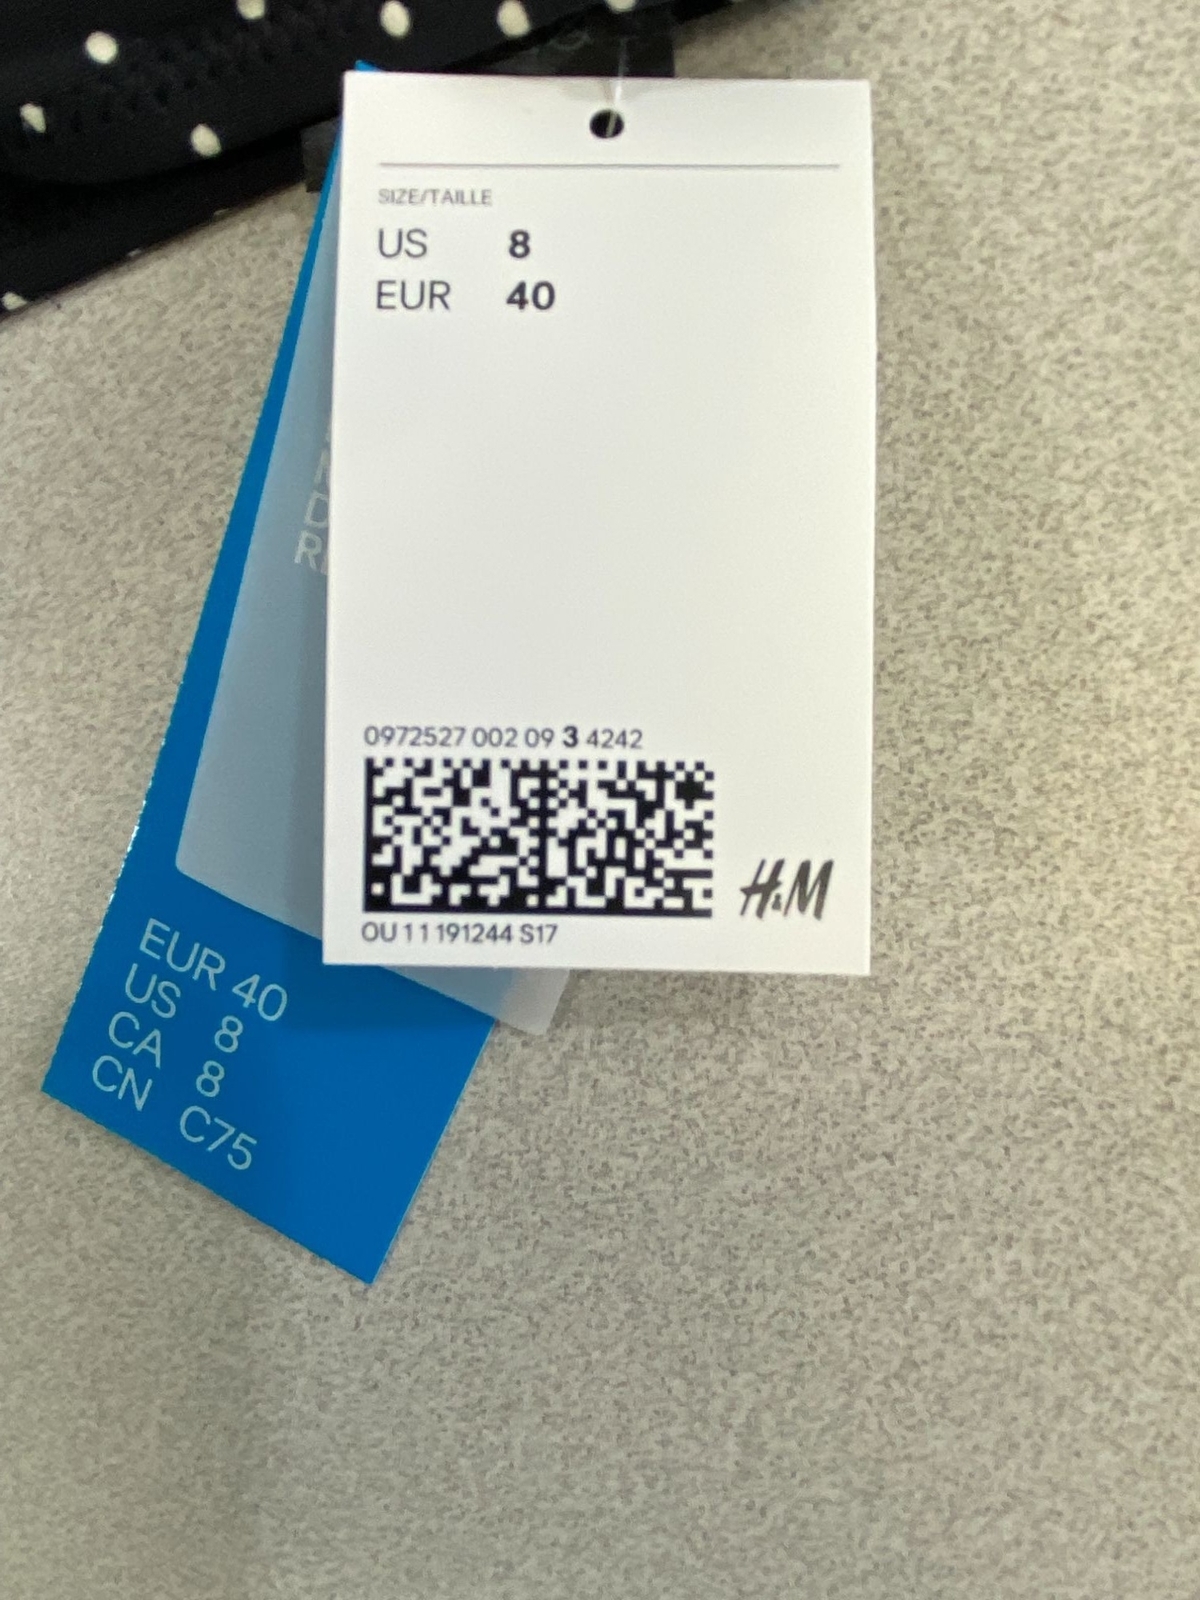 SIZE/TAILLE
US 8
EUR 40
0972527 002 09 3 4242
H&M
OU 1 1 191244 S17
EUR 40
US 8
CA 8
CN C75